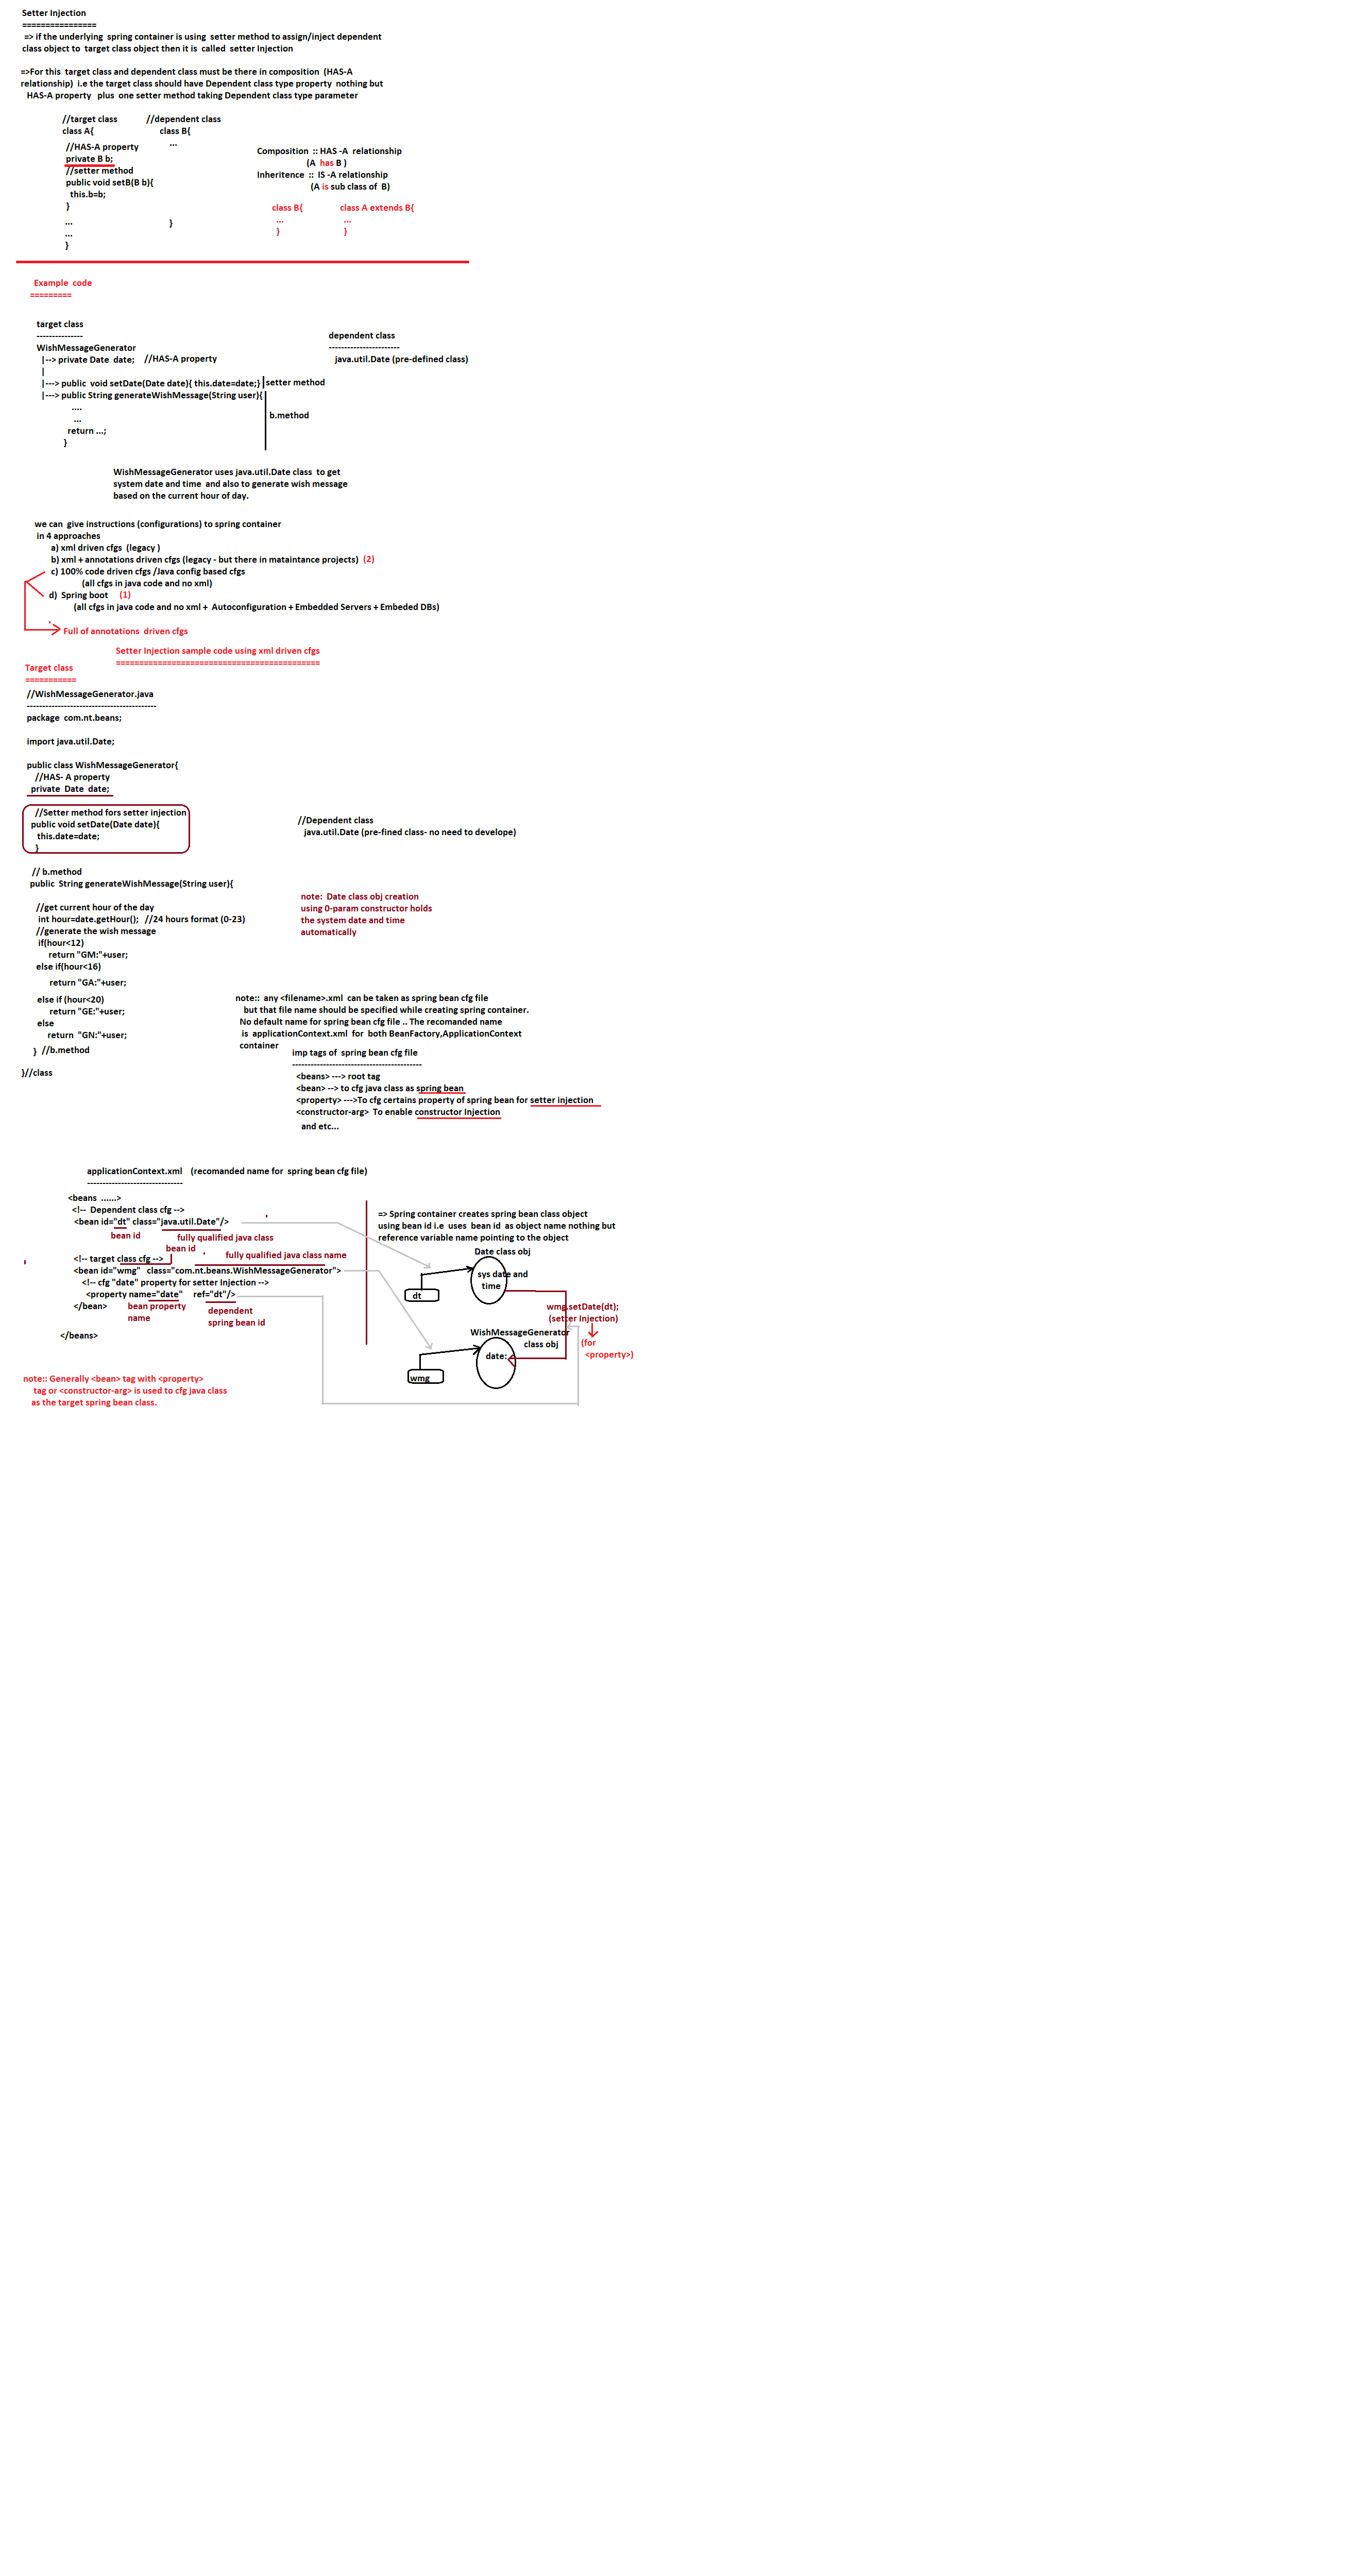 Setter Injection
================
=> if the underlying spring container is using setter method to assign/inject dependent
class object to target class object then it is called setter Injection
=>For this target class and dependent class must be there in composition (HAS-A
relationship) i.e the target class should have Dependent class type property nothing but
HAS-A property plus one setter method taking Dependent class type parameter
//target class
class A{
//HAS-A property
private B b;
//setter method
public void setB(B b){
this.b=b;
}
...
...
}
//dependent class
class B{
...
}
Composition :: HAS -A relationship
(A has B )
Inheritence :: IS -A relationship
(A is sub class of B)
class B{
...
}
class A extends B{
...
}
Example code
=========
target class
---------------
WishMessageGenerator
|--> private Date date; //HAS-A property
|
|---> public void setDate(Date date){ this.date=date;}
setter method
|---> public String generateWishMessage(String user){
....
...
return ...;
}
b.method
dependent class
-----------------------
java.util.Date (pre-defined class)
WishMessageGenerator uses java.util.Date class to get
system date and time and also to generate wish message
based on the current hour of day.
we can give instructions (configurations) to spring container
in 4 approaches
a) xml driven cfgs (legacy )
b) xml + annotations driven cfgs (legacy - but there in maintance projects) (2)
c) 100% code driven cfgs /Java config based cfgs
(all cfgs in java code and no xml)
d) Spring boot (1)
(all cfgs in java code and no xml + Autoconfiguration + Embedded Servers + Embeded DBs)
Full of annotations driven cfgs
Setter Injection sample code using xml driven cfgs
============================================
Target class
===========
//WishMessageGenerator.java
------------------------------------------
package com.nt.beans;
import java.util.Date;
public class WishMessageGenerator{
//HAS- A property
private Date date;
//Setter method fors setter injection
public void setDate(Date date){
this.date=date;
}
//Dependent class
java.util.Date (pre-fined class- no need to develope)
// b.method
public String generateWishMessage(String user){
//get current hour of the day
int hour=date.getHour(); //24 hours format (0-23)
//generate the wish message
if(hour<12)
return "GM:"+user;
else if(hour<16)
return "GA:"+user;
else if (hour<20)
return "GE:"+user;
else
return "GN:"+user;
} //b.method
}//class
note: Date class obj creation
using 0-param constructor holds
the system date and time
automatically
note:: any <filename>.xml can be taken as spring bean cfg file
but that file name should be specified while creating spring container.
No default name for spring bean cfg file .. The recomanded name
is applicationContext.xml for both BeanFactory,ApplicationContext
container
imp tags of spring bean cfg file
------------------------------------------
<beans> ---> root tag
<bean> --> to cfg java class as spring bean
<property> --->To cfg certains property of spring bean for setter injection
<constructor-arg> To enable constructor Injection
and etc...
applicationContext.xml (recomanded name for spring bean cfg file)
-------------------------------
<beans ......>
<!-- Dependent class cfg -->
<bean id="dt" class="java.util.Date"/>
bean id
fully qualified java class
bean id
fully qualified java class name
<!-- target class cfg -->
<bean id="wmg" class="com.nt.beans.WishMessageGenerator">
<!-- cfg "date" property for setter Injection -->
<property name="date" ref="dt"/>
</bean>
bean property
name
dependent
spring bean id
</beans>
=> Spring container creates spring bean class object
using bean id i.e uses bean id as object name nothing but
reference variable name pointing to the object
Date class obj
sys date and
time
dt
wmg.setDate(dt);
(setter Injection)
(for
<property>)
WishMessageGenerator
class obj
date:
wmg
note:: Generally <bean> tag with <property>
tag or <constructor-arg> is used to cfg java class
as the target spring bean class.